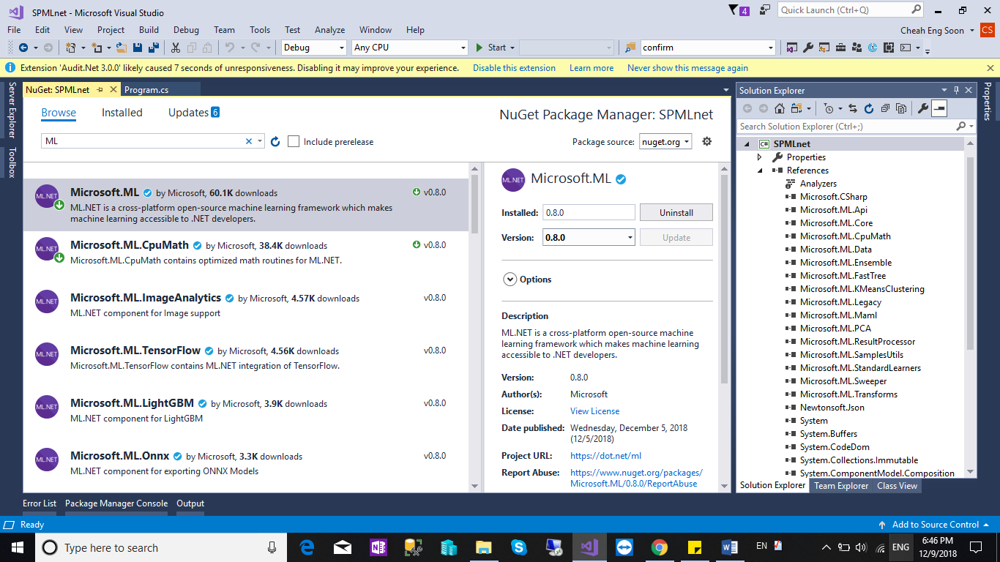 SPMLnet - Microsoft Visual Studio
4
Quick Launch (Ctrl+Q)
File Edit View Project Build Debug Team Tools Test Analyze Window Help
Cheah Eng Soon CS
Debug Any CPU Start confirm
Extension 'Audit.Net 3.0.0' likely caused 7 seconds of unresponsiveness. Disabling it may improve your experience. Disable this extension Learn more Never show this message again
Server Explorer
Toolbox
NuGet: SPMLnet Program.cs
Browse Installed Updates 6
NuGet Package Manager: SPMLnet
ML
Include prerelease
Package source: nuget.org
ML.NET
Microsoft.ML by Microsoft, 60.1K downloads v0.8.0
ML.NET is a cross-platform open-source machine learning framework which makes
machine learning accessible to .NET developers.
ML.NET
Microsoft.ML.CpuMath by Microsoft, 38.4K downloads v0.8.0
Microsoft.ML.CpuMath contains optimized math routines for ML.NET.
ML.NET
Microsoft.ML.ImageAnalytics by Microsoft, 4.57K downloads v0.8.0
ML.NET component for Image support
ML.NET
Microsoft.ML.TensorFlow by Microsoft, 4.56K downloads v0.8.0
Microsoft.ML.TensorFlow contains ML.NET integration of TensorFlow.
ML.NET
Microsoft.ML.LightGBM by Microsoft, 3.9K downloads v0.8.0
ML.NET component for LightGBM
ML.NET
Microsoft.ML.Onnx by Microsoft, 3.3K downloads v0.8.0
ML.NET component for exporting ONNX Models
ML.NET
Microsoft.ML
Installed: 0.8.0 Uninstall
Version: 0.8.0 Update
Options
Description
ML.NET is a cross-platform open-source machine
learning framework which makes machine learning
accessible to .NET developers.
Version: 0.8.0
Author(s): Microsoft
License: View License
Date published: Wednesday, December 5, 2018
(12/5/2018)
Project URL: https://dot.net/ml
Report Abuse: https://www.nuget.org/packages/
Microsoft.ML/0.8.0/ReportAbuse
Solution Explorer
Search Solution Explorer (Ctrl+;)
C# SPMLnet
Properties
References
Analyzers
Microsoft.CSharp
Microsoft.ML.Api
Microsoft.ML.Core
Microsoft.ML.CpuMath
Microsoft.ML.Data
Microsoft.ML.Ensemble
Microsoft.ML.FastTree
Microsoft.ML.KMeansClustering
Microsoft.ML.Legacy
Microsoft.ML.Maml
Microsoft.ML.PCA
Microsoft.ML.ResultProcessor
Microsoft.ML.SamplesUtils
Microsoft.ML.StandardLearners
Microsoft.ML.Sweeper
Microsoft.ML.Transforms
Newtonsoft.Json
System
System.Buffers
System.CodeDom
System.Collections.Immutable
System.ComponentModel.Composition
Solution Explorer Team Explorer Class View
Properties
Error List Package Manager Console Output
Ready
Add to Source Control
Type here to search
EN
ENG
6:46 PM
12/9/2018